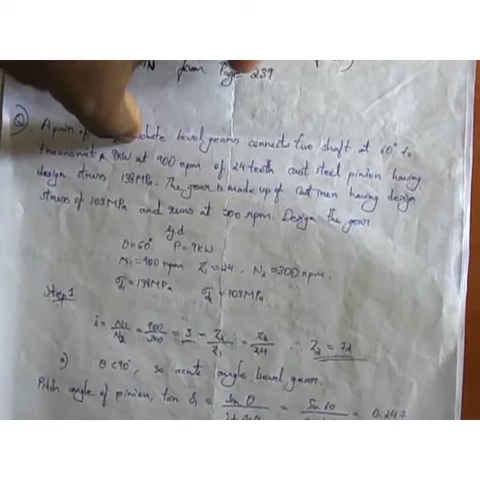 from Page 239
Q). A pair of bevel gears connects two shaft at 60° to
transmit 9kW at 900 rpm of 24 teeth cast steel pinion having
design stress 138MPa. The gear is made up of cast iron having design
stress of 103MPa and runs at 300 rpm. Design the gear.
θ=60° P=9kW
N1=900 rpm Z1=24, N2=300 rpm.
σ1=138MPa σ2=103MPa.
Step 1
i = N1/N2 = 900/300 = 3 = Z2/Z1 = Z2/24 ∴ Z2 = 72
a) θ<90°, so acute angle bevel gear.
Pitch angle of pinion, tan δ1 = Sin θ = Sin 60 = 0.247